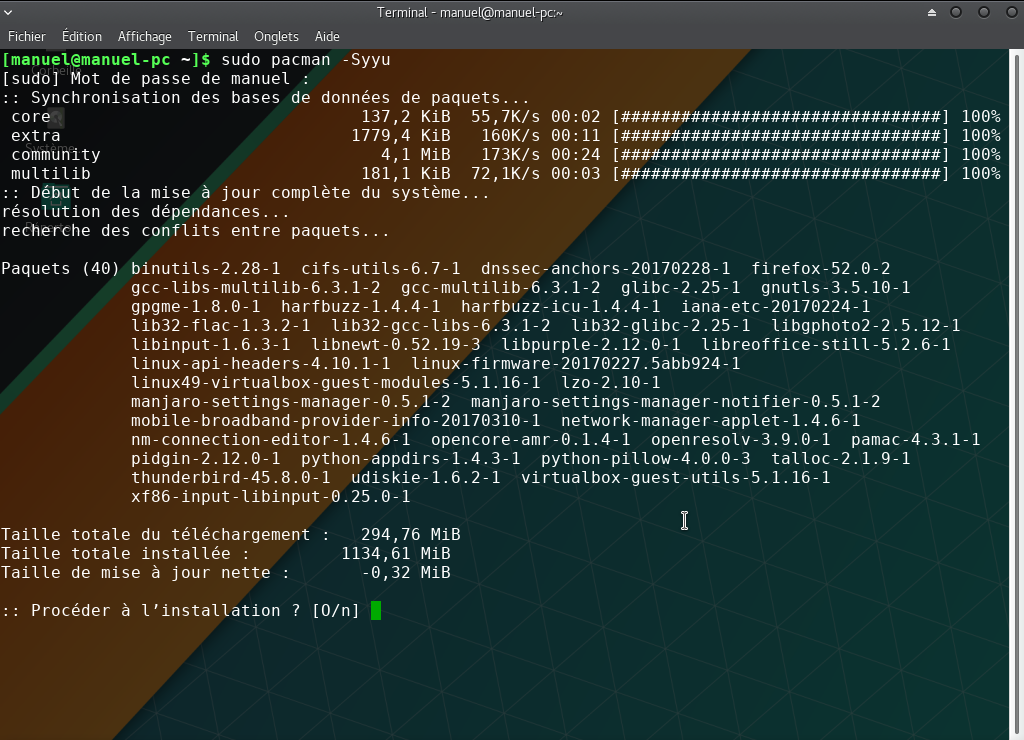 Terminal - manuel@manuel-pc:~
Fichier Édition Affichage Terminal Onglets Aide
[manuel@manuel-pc ~]$ sudo pacman -Syyu
Corbeille
[sudo] Mot de passe de manuel :
:: Synchronisation des bases de données de paquets...
core 137,2 KiB 55,7K/s 00:02 [################################] 100%
extra 1779,4 KiB 160K/s 00:11 [################################] 100%
Système
community 4,1 MiB 173K/s 00:24 [################################] 100%
multilib 181,1 KiB 72,1K/s 00:03 [################################] 100%
:: Début de la mise à jour complète du système...
résolution des dépendances...
recherche des conflits entre paquets...
Paquets (40) binutils-2.28-1 cifs-utils-6.7-1 dnssec-anchors-20170228-1 firefox-52.0-2
gcc-libs-multilib-6.3.1-2 gcc-multilib-6.3.1-2 glibc-2.25-1 gnutls-3.5.10-1
gpgme-1.8.0-1 harfbuzz-1.4.4-1 harfbuzz-icu-1.4.4-1 iana-etc-20170224-1
lib32-flac-1.3.2-1 lib32-gcc-libs-6.3.1-2 lib32-glibc-2.25-1 libgphoto2-2.5.12-1
libinput-1.6.3-1 libnewt-0.52.19-3 libpurple-2.12.0-1 libreoffice-still-5.2.6-1
linux-api-headers-4.10.1-1 linux-firmware-20170227.5abb924-1
linux49-virtualbox-guest-modules-5.1.16-1 lzo-2.10-1
manjaro-settings-manager-0.5.1-2 manjaro-settings-manager-notifier-0.5.1-2
mobile-broadband-provider-info-20170310-1 network-manager-applet-1.4.6-1
nm-connection-editor-1.4.6-1 opencore-amr-0.1.4-1 openresolv-3.9.0-1 pamac-4.3.1-1
pidgin-2.12.0-1 python-appdirs-1.4.3-1 python-pillow-4.0.0-3 talloc-2.1.9-1
thunderbird-45.8.0-1 udiskie-1.6.2-1 virtualbox-guest-utils-5.1.16-1
xf86-input-libinput-0.25.0-1
Taille totale du téléchargement : 294,76 MiB
Taille totale installée : 1134,61 MiB
Taille de mise à jour nette : -0,32 MiB
:: Procéder à l’installation ? [O/n]